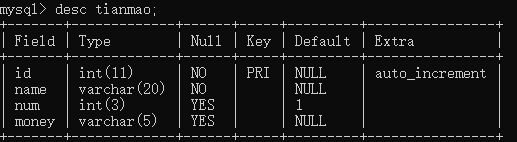 mysql> desc tianmao;
+-------+-------------+------+-----+---------+----------------+
| Field | Type        | Null | Key | Default | Extra          |
+-------+-------------+------+-----+---------+----------------+
| id    | int(11)     | NO   | PRI | NULL    | auto_increment |
| name  | varchar(20) | NO   |     | NULL    |                |
| num   | int(3)      | YES  |     | 1       |                |
| money | varchar(5)  | YES  |     | NULL    |                |
+-------+-------------+------+-----+---------+----------------+